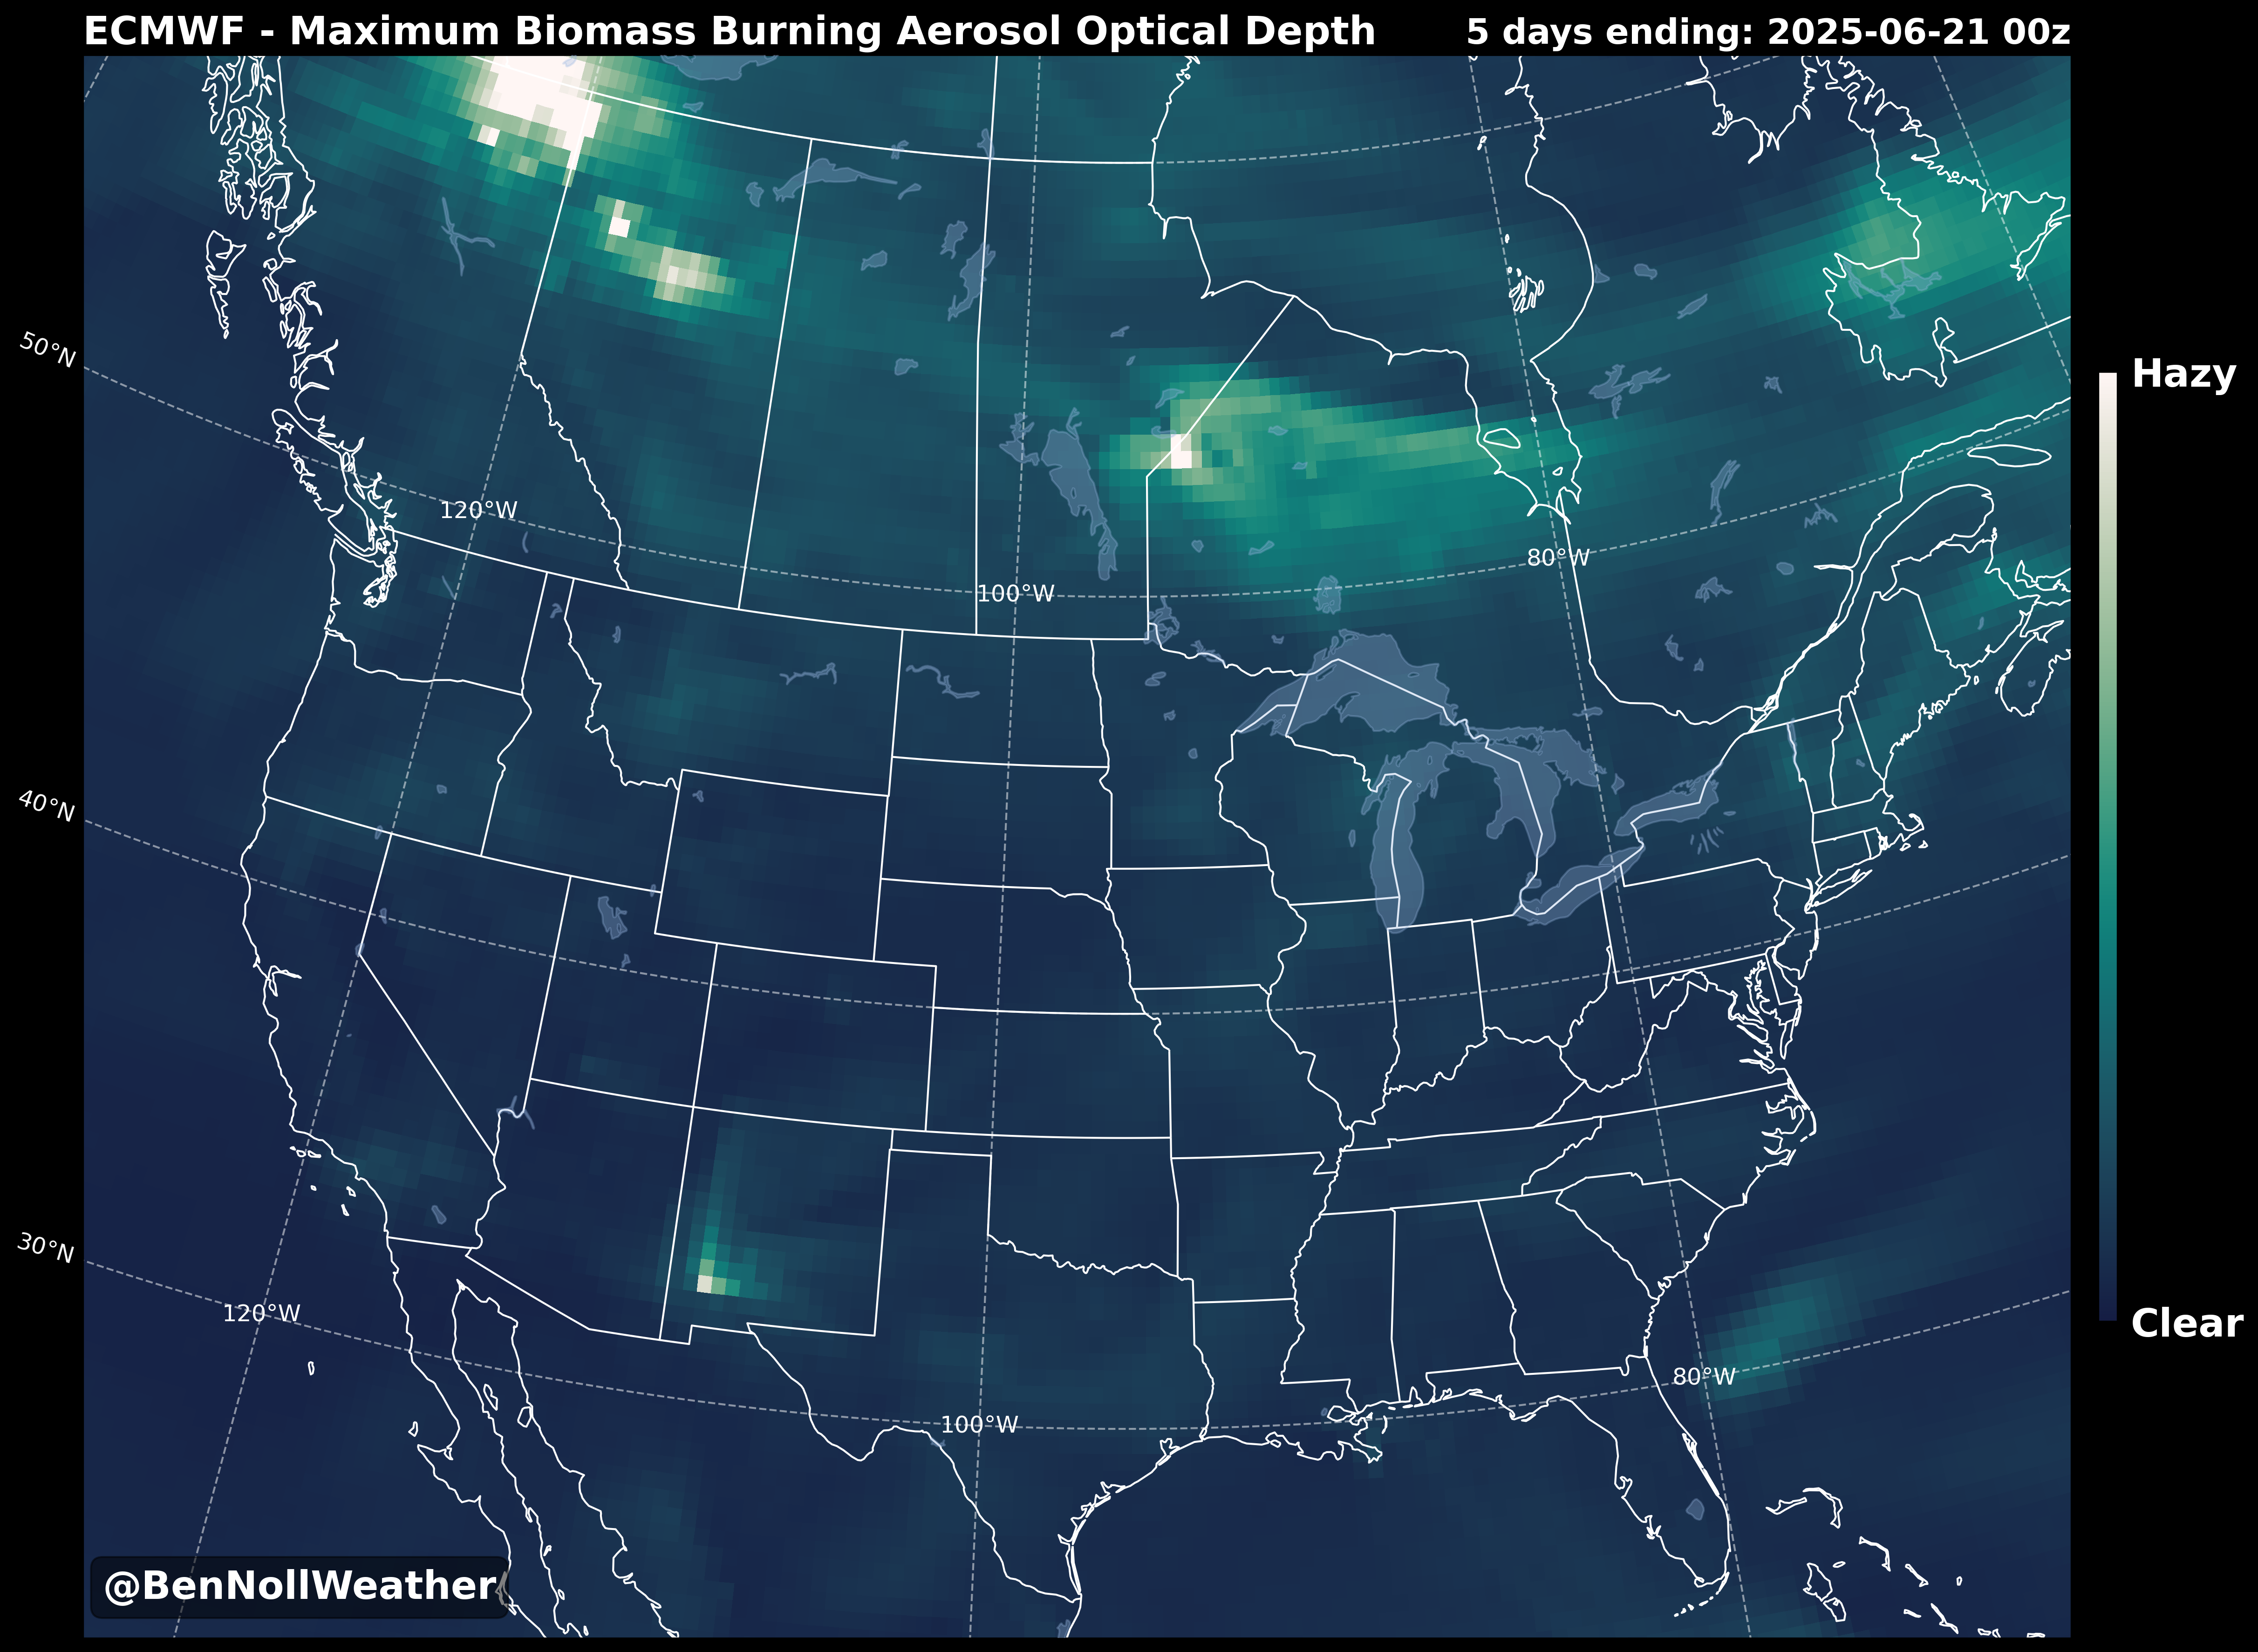 ECMWF - Maximum Biomass Burning Aerosol Optical Depth
5 days ending: 2025-06-21 00z
50°N
Hazy
120°W
80°W
100°W
40°N
30°N
120°W
Clear
80°W
100°W
@BenNollWeather